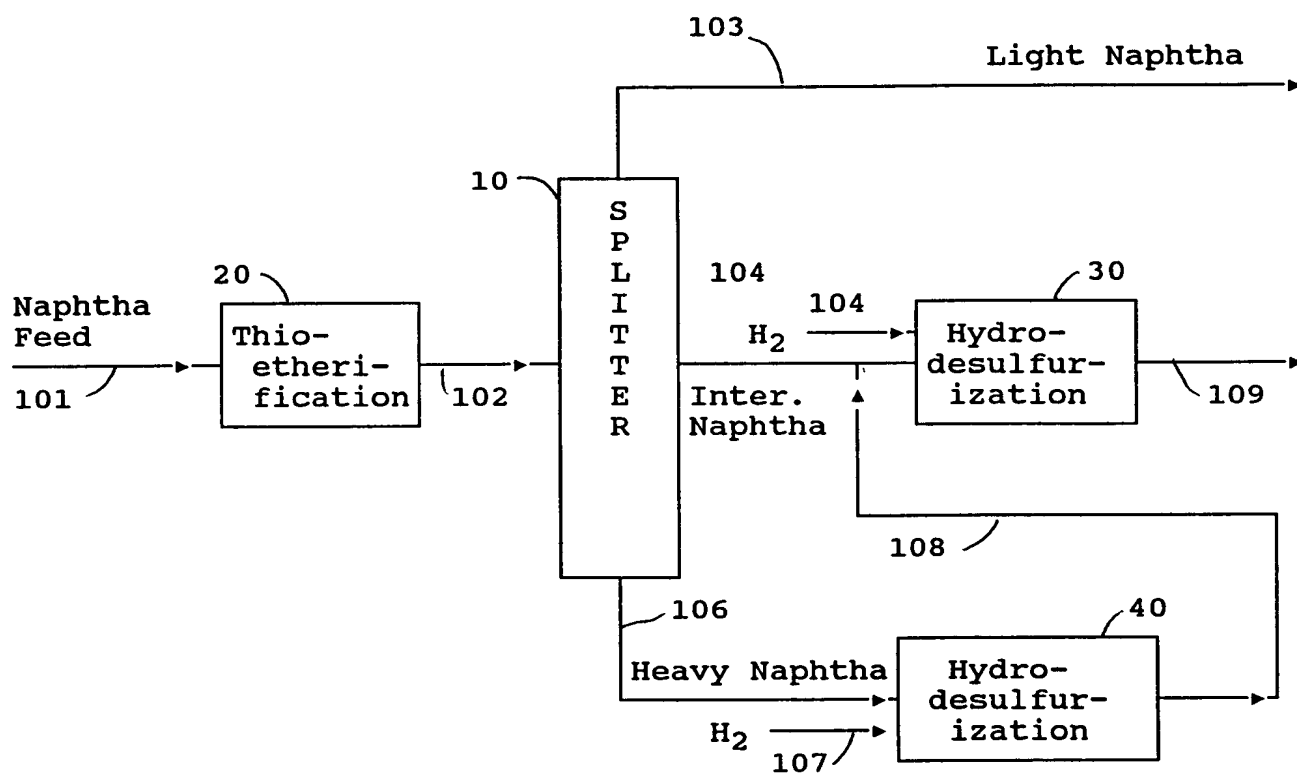 103
Light Naphtha
10
S
P
L
I
T
T
E
R
20
104
30
Naphtha
Feed
104
H2
Thio-
etheri-
fication
Hydro-
desulfur-
ization
101
102
Inter.
Naphtha
109
108
106
40
Heavy Naphtha
Hydro-
desulfur-
ization
H2
107